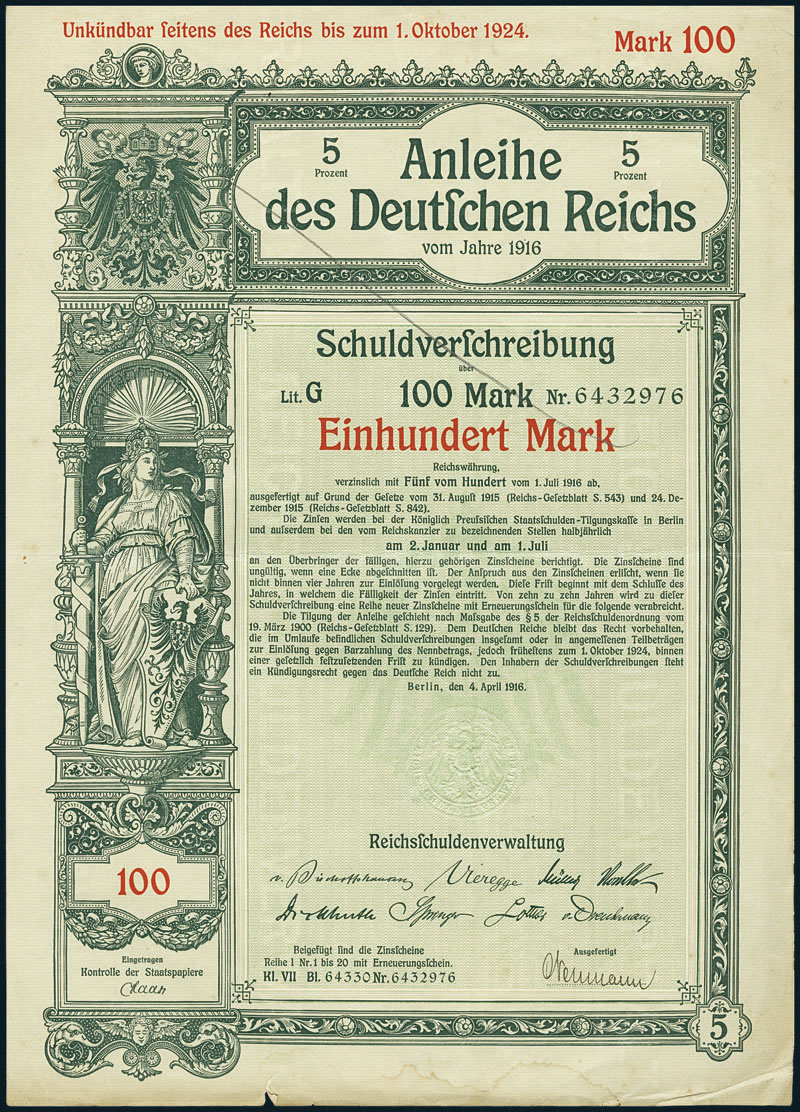 Unkündbar ſeitens des Reichs bis zum 1. Oktober 1924.
Mark 100
5 Prozent
Anleihe
5 Prozent
des Deutſchen Reichs
vom Jahre 1916
Schuldverſchreibung
über
Lit. G 100 Mark Nr. 6432976
Einhundert Mark
Reichswährung,
verzinslich mit Fünf vom Hundert vom 1. Juli 1916 ab,
ausgefertigt auf Grund der Geſetze vom 31. Auguſt 1915 (Reichs-Geſetzblatt S. 543) und 24. De-
zember 1915 (Reichs-Geſetzblatt S. 842).
Die Zinſen werden bei der Königlich Preuſsiſchen Staatsſchulden-Tilgungskaſſe in Berlin
und auſserdem bei den vom Reichskanzler zu bezeichnenden Stellen halbjährlich
am 2. Januar und am 1. Juli
an den Überbringer der fälligen, hierzu gehörigen Zinsſcheine berichtigt. Die Zinsſcheine ſind
ungültig, wenn eine Ecke abgeſchnitten iſt. Der Anſpruch aus den Zinsſcheinen erliſcht, wenn ſie
nicht binnen vier Jahren zur Einlöſung vorgelegt werden. Dieſe Friſt beginnt mit dem Schluſſe des
Jahres, in welchem die Fälligkeit der Zinſen eintritt. Von zehn zu zehn Jahren wird zu dieſer
Schuldverſchreibung eine Reihe neuer Zinsſcheine mit Erneuerungsſchein für die folgende verabreicht.
Die Tilgung der Anleihe geſchieht nach Maſsgabe des § 5 der Reichsſchuldenordnung vom
19. März 1900 (Reichs-Geſetzblatt S. 129). Dem Deutſchen Reiche bleibt das Recht vorbehalten,
die im Umlaufe befindlichen Schuldverſchreibungen insgeſamt oder in angemeſſenen Teilbeträgen
zur Einlöſung gegen Barzahlung des Nennbetrags, jedoch früheſtens zum 1. Oktober 1924, binnen
einer geſetzlich feſtzuſetzenden Friſt zu kündigen. Den Inhabern der Schuldverſchreibungen ſteht
ein Kündigungsrecht gegen das Deutſche Reich nicht zu.
Berlin, den 4. April 1916.
Reichsſchuldenverwaltung
v. Bischoffshausen Vieregge
Springer Lottner v. Drenkmann
100
Eingetragen
Kontrolle der Staatspapiere
Haas
Beigefügt ſind die Zinsſcheine
Reihe I Nr. 1 bis 20 mit Erneuerungsſchein.
Kl. VII Bl. 64330 Nr. 6432976
Ausgefertigt
Neumann
5